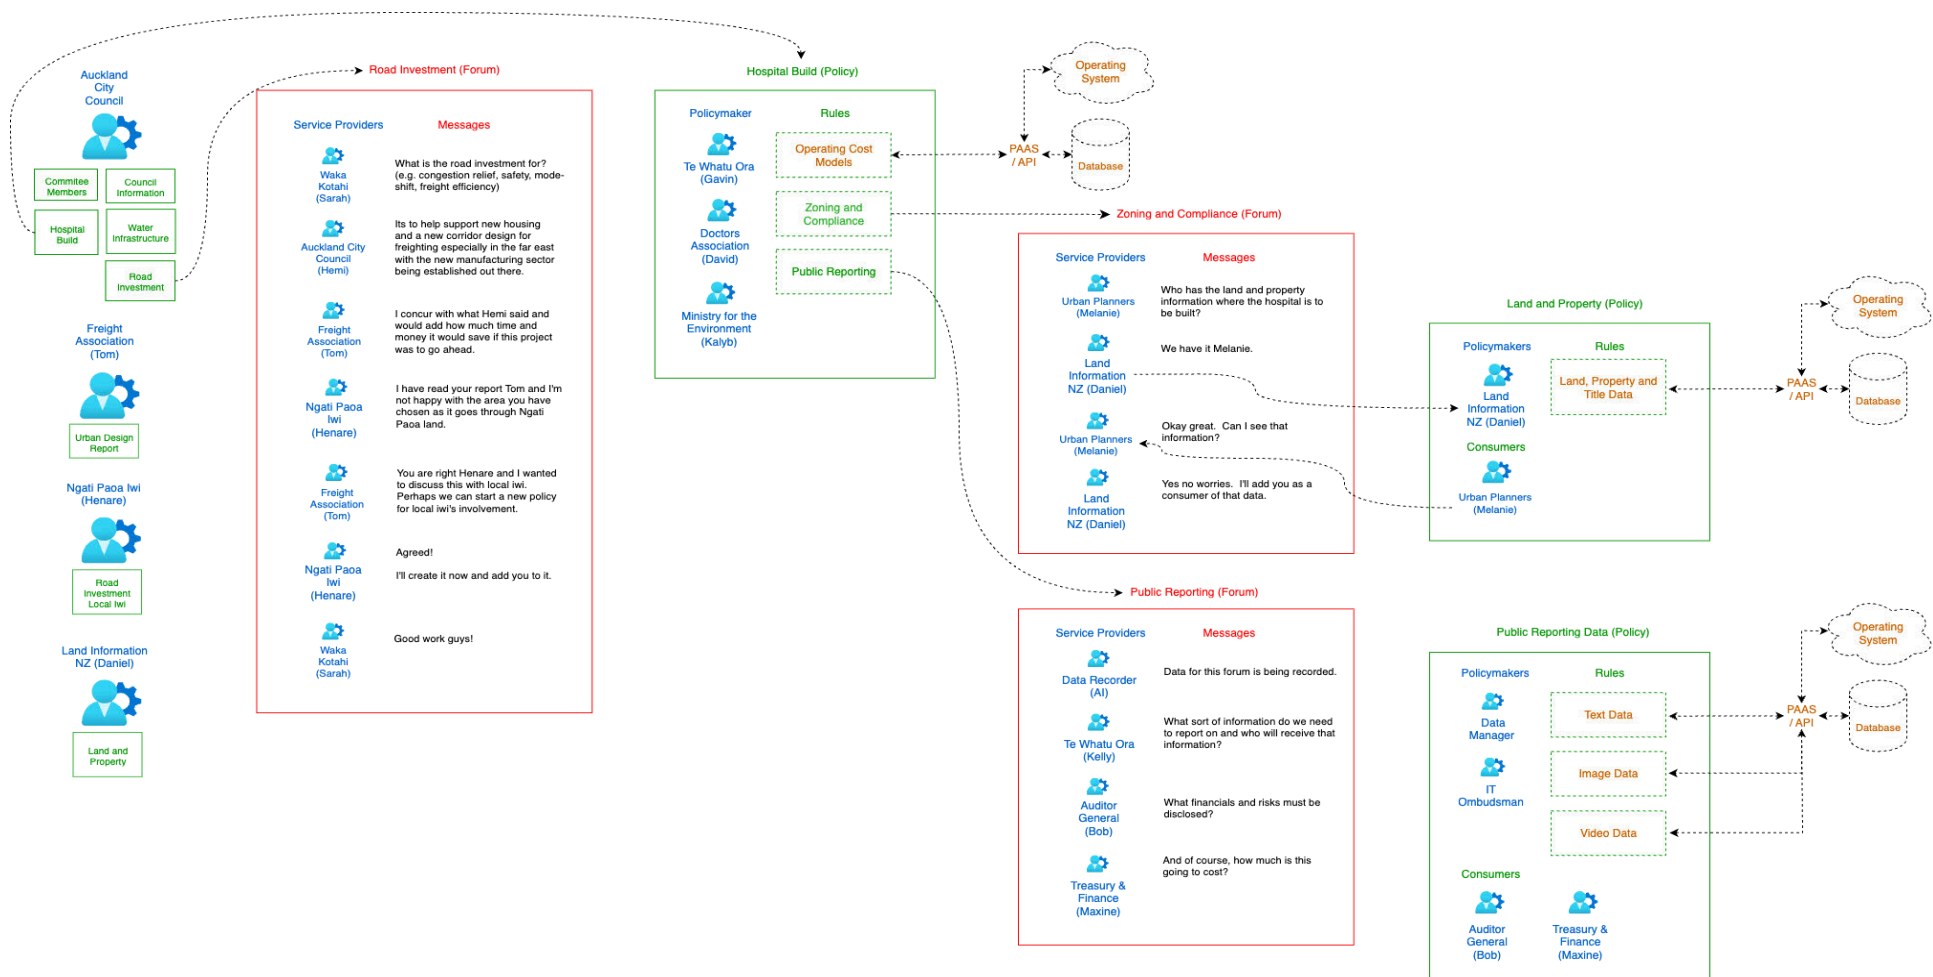 Auckland
City
Council
Commitee
Members
Council
Information
Hospital
Build
Water
Infrastructure
Road
Investment
Freight
Association
(Tom)
Urban Design
Report
Ngati Paoa Iwi
(Henare)
Road
Investment
Local Iwi
Land Information
NZ (Daniel)
Land and
Property
Road Investment (Forum)
Service Providers
Messages
Waka
Kotahi
(Sarah)
What is the road investment for?
(e.g. congestion relief, safety, mode-
shift, freight efficiency)
Auckland City
Council
(Hemi)
Its to help support new housing
and a new corridor design for
freighting especially in the far east
with the new manufacturing sector
being established out there.
Freight
Association
(Tom)
I concur with what Hemi said and
would add how much time and
money it would save if this project
was to go ahead.
Ngati Paoa
Iwi
(Henare)
I have read your report Tom and I'm
not happy with the area you have
chosen as it goes through Ngati
Paoa land.
Freight
Association
(Tom)
You are right Henare and I wanted
to discuss this with local iwi.
Perhaps we can start a new policy
for local iwi's involvement.
Ngati Paoa
Iwi
(Henare)
Agreed!
I'll create it now and add you to it.
Waka
Kotahi
(Sarah)
Good work guys!
Hospital Build (Policy)
Policymaker
Rules
Te Whatu Ora
(Gavin)
Doctors
Association
(David)
Ministry for the
Environment
(Kalyb)
Operating Cost
Models
Zoning and
Compliance
Public Reporting
Operating
System
PAAS
/ API
Database
Zoning and Compliance (Forum)
Service Providers
Messages
Urban Planners
(Melanie)
Who has the land and property
information where the hospital is to
be built?
Land
Information
NZ (Daniel)
We have it Melanie.
Urban Planners
(Melanie)
Okay great. Can I see that
information?
Land
Information
NZ (Daniel)
Yes no worries. I'll add you as a
consumer of that data.
Land and Property (Policy)
Policymakers
Rules
Land
Information
NZ (Daniel)
Land, Property and
Title Data
Consumers
Urban Planners
(Melanie)
Operating
System
PAAS
/ API
Database
Public Reporting (Forum)
Service Providers
Messages
Data Recorder
(AI)
Data for this forum is being recorded.
Te Whatu Ora
(Kelly)
What sort of information do we need
to report on and who will receive that
information?
Auditor
General
(Bob)
What financials and risks must be
disclosed?
Treasury &
Finance
(Maxine)
And of course, how much is this
going to cost?
Public Reporting Data (Policy)
Policymakers
Rules
Data
Manager
IT
Ombudsman
Text Data
Image Data
Video Data
Consumers
Auditor
General
(Bob)
Treasury &
Finance
(Maxine)
Operating
System
PAAS
/ API
Database